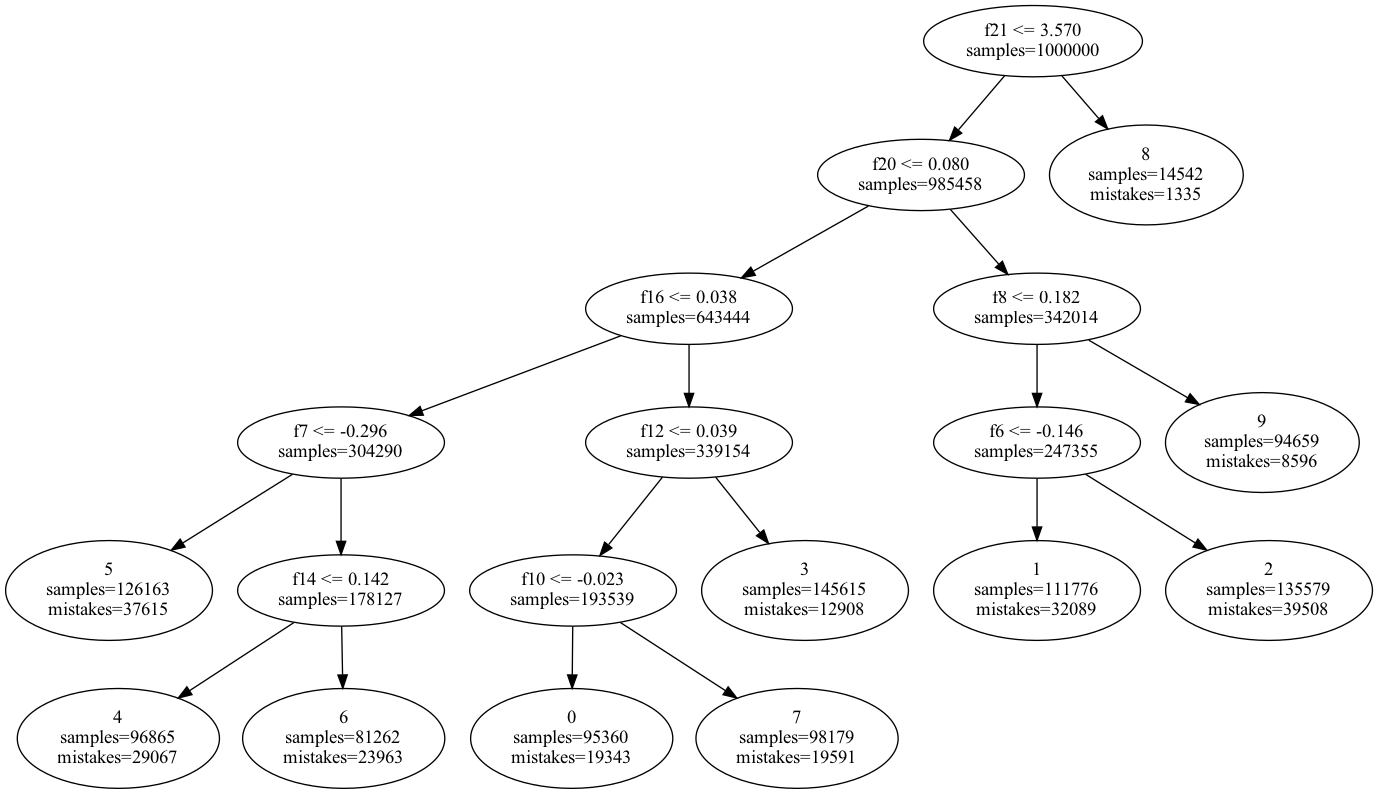 f21 <= 3.570
samples=1000000
f20 <= 0.080
samples=985458
8
samples=14542
mistakes=1335
f16 <= 0.038
samples=643444
f8 <= 0.182
samples=342014
f7 <= -0.296
samples=304290
f12 <= 0.039
samples=339154
f6 <= -0.146
samples=247355
9
samples=94659
mistakes=8596
5
samples=126163
mistakes=37615
f14 <= 0.142
samples=178127
f10 <= -0.023
samples=193539
3
samples=145615
mistakes=12908
1
samples=111776
mistakes=32089
2
samples=135579
mistakes=39508
4
samples=96865
mistakes=29067
6
samples=81262
mistakes=23963
0
samples=95360
mistakes=19343
7
samples=98179
mistakes=19591